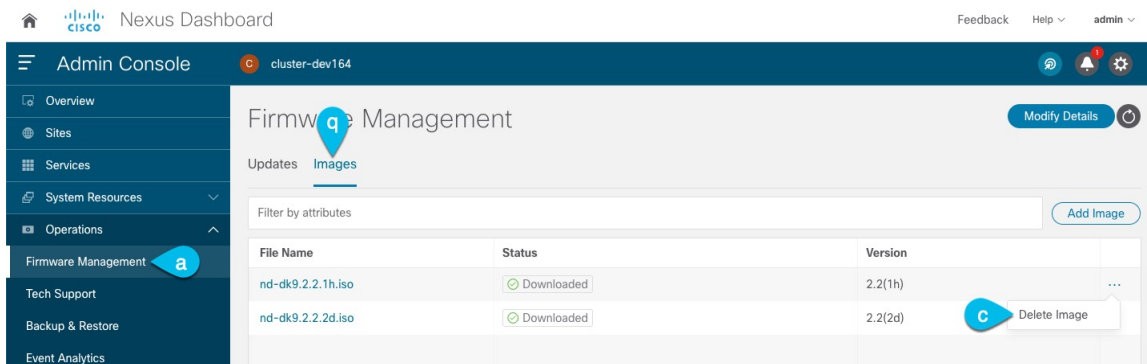 CISCO Nexus Dashboard Feedback Help admin
Admin Console C cluster-dev164 1
Overview
Sites
Services
System Resources
Operations
Firmware Management a
Tech Support
Backup & Restore
Event Analytics
Firmw q e Management Modify Details
Updates Images
Filter by attributes Add Image
File Name Status Version
nd-dk9.2.2.1h.iso Downloaded 2.2(1h) ...
nd-dk9.2.2.2d.iso Downloaded 2.2(2d) c Delete Image